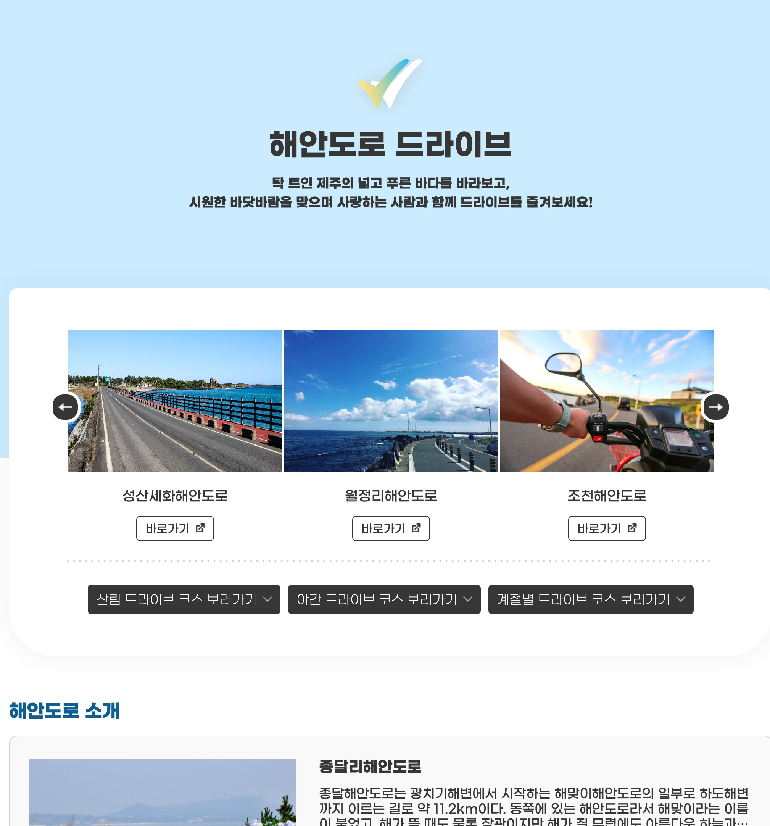 해안도로 드라이브
탁 트인 제주의 넓고 푸른 바다를 바라보고,
시원한 바닷바람을 맞으며 사랑하는 사람과 함께 드라이브를 즐겨보세요!
성산세화해안도로
월정리해안도로
조천해안도로
바로가기
바로가기
바로가기
산림 드라이브 코스 보러가기
야간 드라이브 코스 보러가기
계절별 드라이브 코스 보러가기
해안도로 소개
종달리해안도로
종달해안도로는 광치기해변에서 시작하는 해맞이해안도로의 일부로 하도해변
까지 이르는 길로 약 11.2km이다. 동쪽에 있는 해안도로라서 해맞이라는 이름
이 붙었고, 해가 뜰 때도 물론 장관이지만 해가 질 무렵에도 아름다운 하늘과...